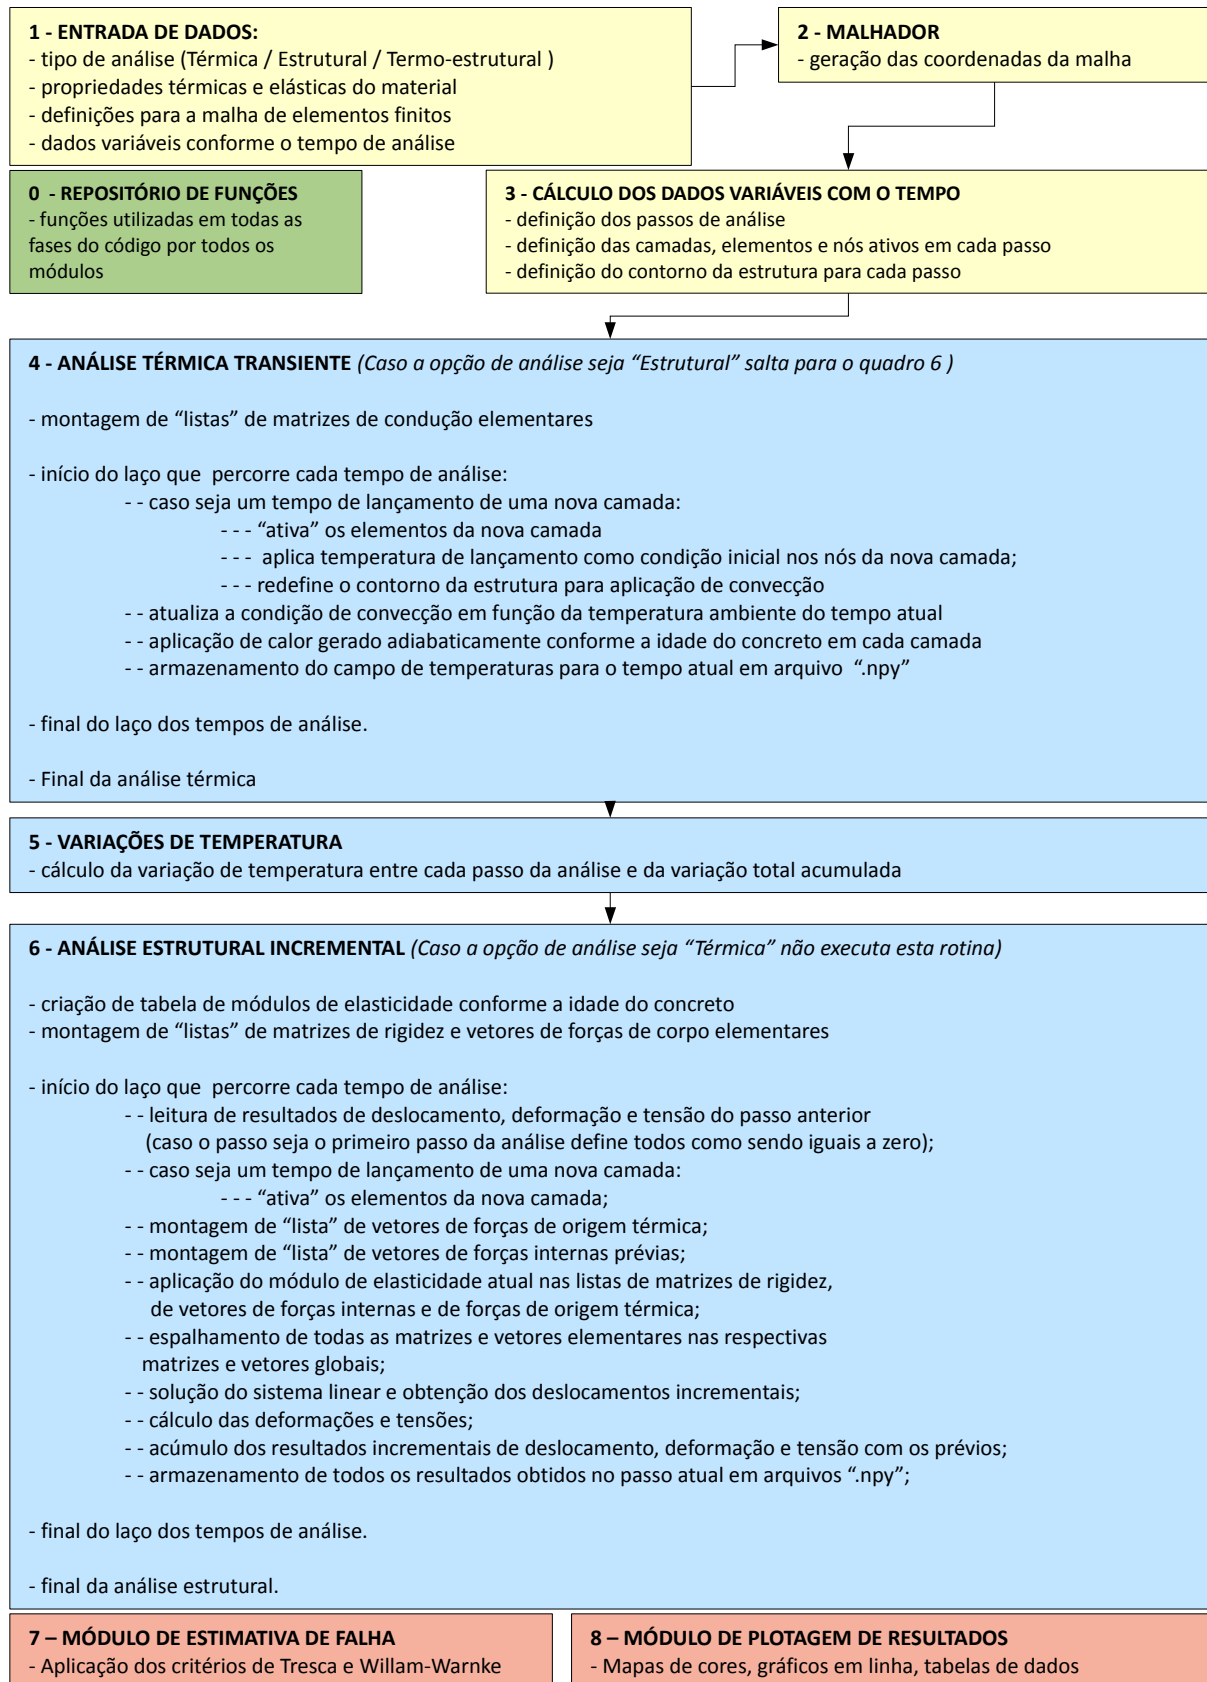 1 - ENTRADA DE DADOS:
- tipo de análise (Térmica / Estrutural / Termo-estrutural )
- propriedades térmicas e elásticas do material
- definições para a malha de elementos finitos
- dados variáveis conforme o tempo de análise
2 - MALHADOR
- geração das coordenadas da malha
0 - REPOSITÓRIO DE FUNÇÕES
- funções utilizadas em todas as
fases do código por todos os
módulos
3 - CÁLCULO DOS DADOS VARIÁVEIS COM O TEMPO
- definição dos passos de análise
- definição das camadas, elementos e nós ativos em cada passo
- definição do contorno da estrutura para cada passo
4 - ANÁLISE TÉRMICA TRANSIENTE (Caso a opção de análise seja “Estrutural” salta para o quadro 6 )
- montagem de “listas” de matrizes de condução elementares
- início do laço que percorre cada tempo de análise:
- - caso seja um tempo de lançamento de uma nova camada:
- - - “ativa” os elementos da nova camada
- - - aplica temperatura de lançamento como condição inicial nos nós da nova camada;
- - - redefine o contorno da estrutura para aplicação de convecção
- - atualiza a condição de convecção em função da temperatura ambiente do tempo atual
- - aplicação de calor gerado adiabaticamente conforme a idade do concreto em cada camada
- - armazenamento do campo de temperaturas para o tempo atual em arquivo “.npy”
- final do laço dos tempos de análise.
- Final da análise térmica
5 - VARIAÇÕES DE TEMPERATURA
- cálculo da variação de temperatura entre cada passo da análise e da variação total acumulada
6 - ANÁLISE ESTRUTURAL INCREMENTAL (Caso a opção de análise seja “Térmica” não executa esta rotina)
- criação de tabela de módulos de elasticidade conforme a idade do concreto
- montagem de “listas” de matrizes de rigidez e vetores de forças de corpo elementares
- início do laço que percorre cada tempo de análise:
- - leitura de resultados de deslocamento, deformação e tensão do passo anterior
(caso o passo seja o primeiro passo da análise define todos como sendo iguais a zero);
- - caso seja um tempo de lançamento de uma nova camada:
- - - “ativa” os elementos da nova camada;
- - montagem de “lista” de vetores de forças de origem térmica;
- - montagem de “lista” de vetores de forças internas prévias;
- - aplicação do módulo de elasticidade atual nas listas de matrizes de rigidez,
de vetores de forças internas e de forças de origem térmica;
- - espalhamento de todas as matrizes e vetores elementares nas respectivas
matrizes e vetores globais;
- - solução do sistema linear e obtenção dos deslocamentos incrementais;
- - cálculo das deformações e tensões;
- - acúmulo dos resultados incrementais de deslocamento, deformação e tensão com os prévios;
- - armazenamento de todos os resultados obtidos no passo atual em arquivos “.npy”;
- final do laço dos tempos de análise.
- final da análise estrutural.
7 – MÓDULO DE ESTIMATIVA DE FALHA
- Aplicação dos critérios de Tresca e Willam-Warnke
8 – MÓDULO DE PLOTAGEM DE RESULTADOS
- Mapas de cores, gráficos em linha, tabelas de dados